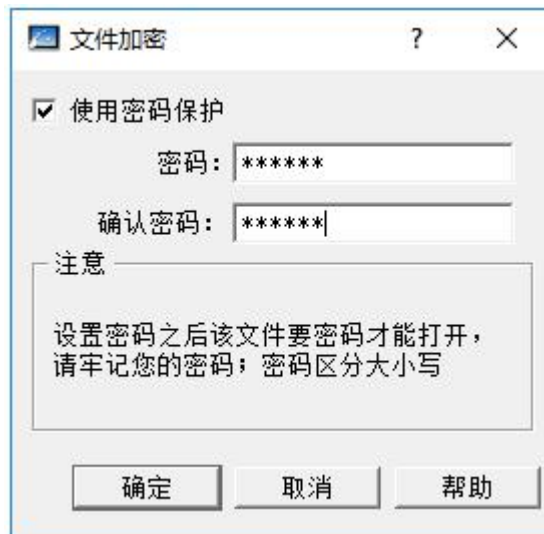 文件加密 ?
使用密码保护
密码: ******
确认密码: ******
注意
设置密码之后该文件要密码才能打开，
请牢记您的密码；密码区分大小写
确定 取消 帮助